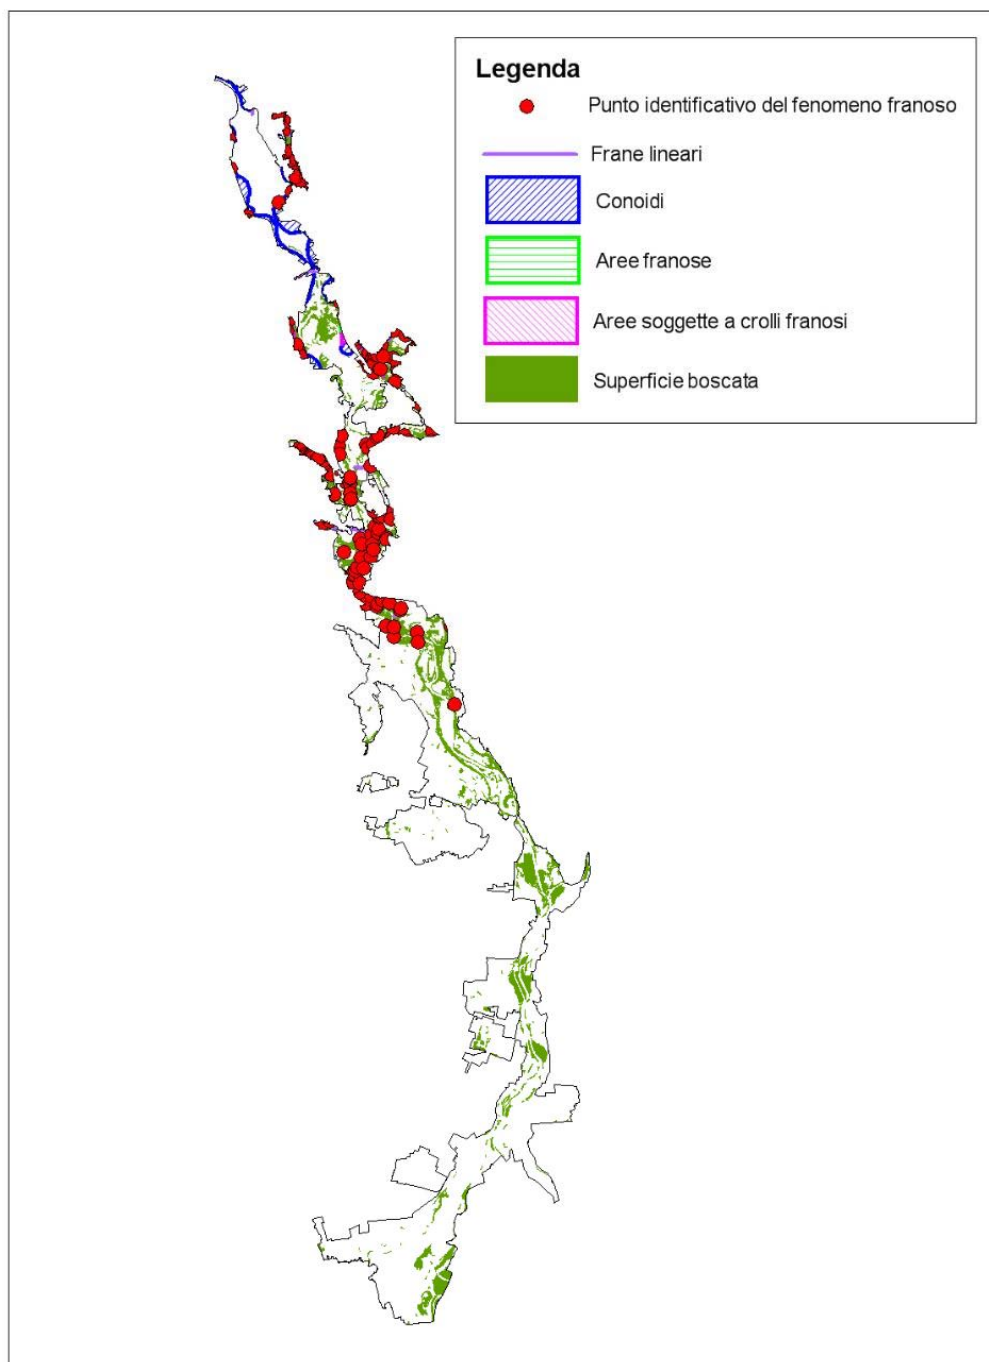 Legenda
Punto identificativo del fenomeno franoso
Frane lineari
Conoidi
Aree franose
Aree soggette a crolli franosi
Superficie boscata